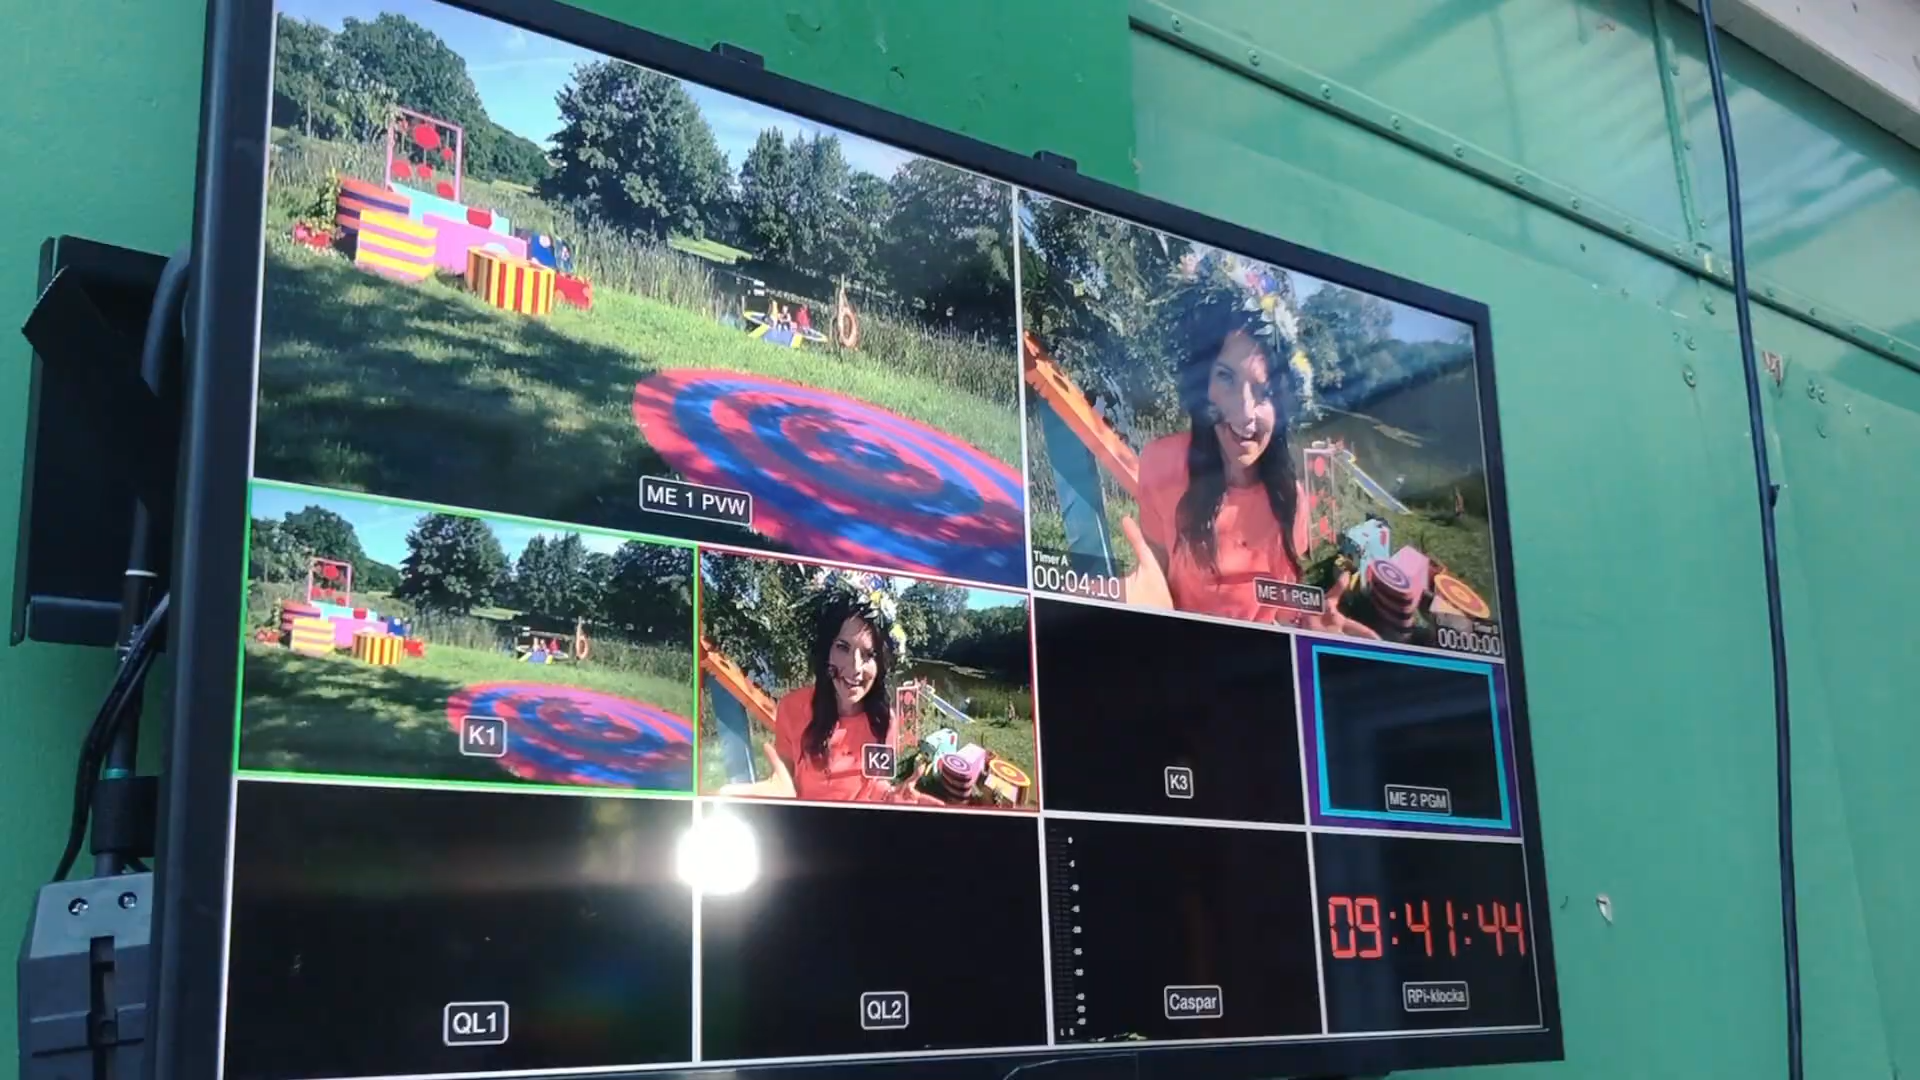 ME 1 PVW
Timer A
00:04:10
ME 1 PGM
00:00:00
K1
K2
K3
ME 2 PGM
QL1
QL2
Caspar
09:41:44
RPi-klocka